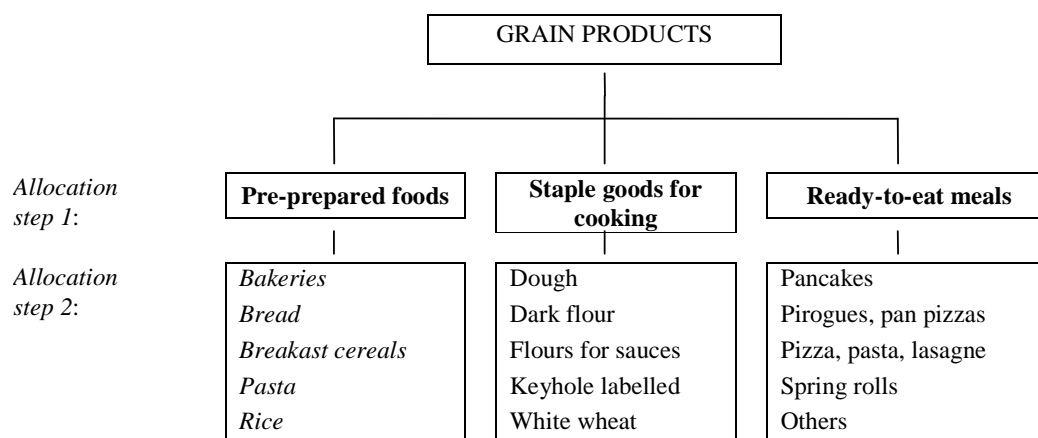 GRAIN PRODUCTS
Allocation
step 1:
Pre-prepared foods
Staple goods for
cooking
Ready-to-eat meals
Allocation
step 2:
Bakeries
Bread
Breakast cereals
Pasta
Rice
Dough
Dark flour
Flours for sauces
Keyhole labelled
White wheat
Pancakes
Pirogues, pan pizzas
Pizza, pasta, lasagne
Spring rolls
Others